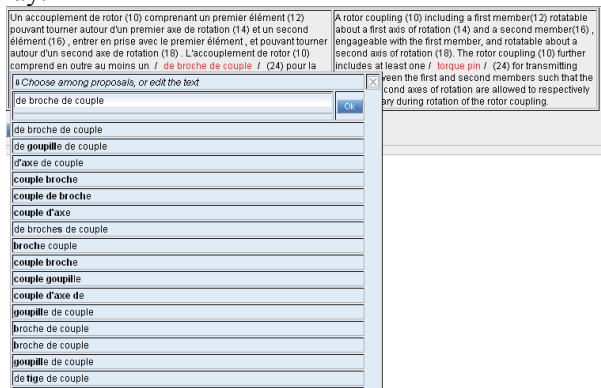 Un accouplement de rotor (10) comprenant un premier élément (12)
pouvant tourner autour d'un premier axe de rotation (14) et un second
élément (16) , entrer en prise avec le premier élément , et pouvant tourner
autour d'un second axe de rotation (18) . L'accouplement de rotor (10)
comprend en outre au moins un / de broche de couple / (24) pour la
A rotor coupling (10) including a first member(12) rotatable
about a first axis of rotation (14) and a second member(16) ,
engageable with the first member, and rotatable about a
second axis of rotation (18). The rotor coupling (10) further
includes at least one / torque pin / (24) for transmitting
ween the first and second members such that the
cond axes of rotation are allowed to respectively
ary during rotation of the rotor coupling.
Choose among proposals, or edit the text
de broche de couple
Ok
de broche de couple
de goupille de couple
d'axe de couple
couple broche
couple de broche
couple d'axe
de broches de couple
broche couple
couple broche
couple goupille
couple d'axe de
goupille de couple
broche de couple
broche de couple
goupille de couple
de tige de couple